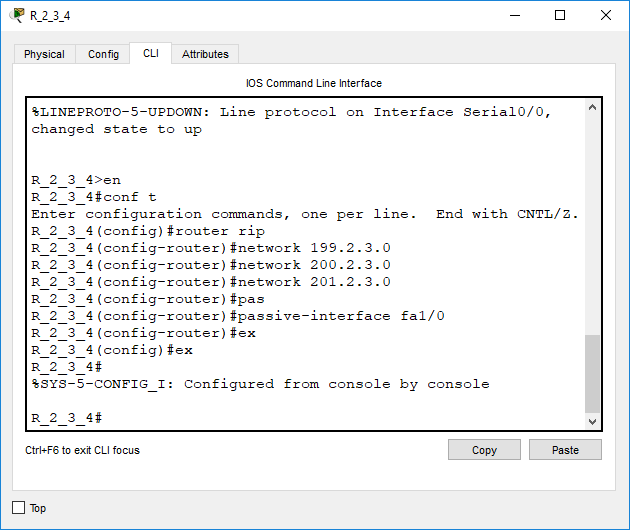 R_2_3_4
Physical Config CLI Attributes
IOS Command Line Interface
%LINEPROTO-5-UPDOWN: Line protocol on Interface Serial0/0,
changed state to up
R_2_3_4>en
R_2_3_4#conf t
Enter configuration commands, one per line.  End with CNTL/Z.
R_2_3_4(config)#router rip
R_2_3_4(config-router)#network 199.2.3.0
R_2_3_4(config-router)#network 200.2.3.0
R_2_3_4(config-router)#network 201.2.3.0
R_2_3_4(config-router)#pas
R_2_3_4(config-router)#passive-interface fa1/0
R_2_3_4(config-router)#ex
R_2_3_4(config)#ex
R_2_3_4#
%SYS-5-CONFIG_I: Configured from console by console
R_2_3_4#
Ctrl+F6 to exit CLI focus Copy Paste
Top